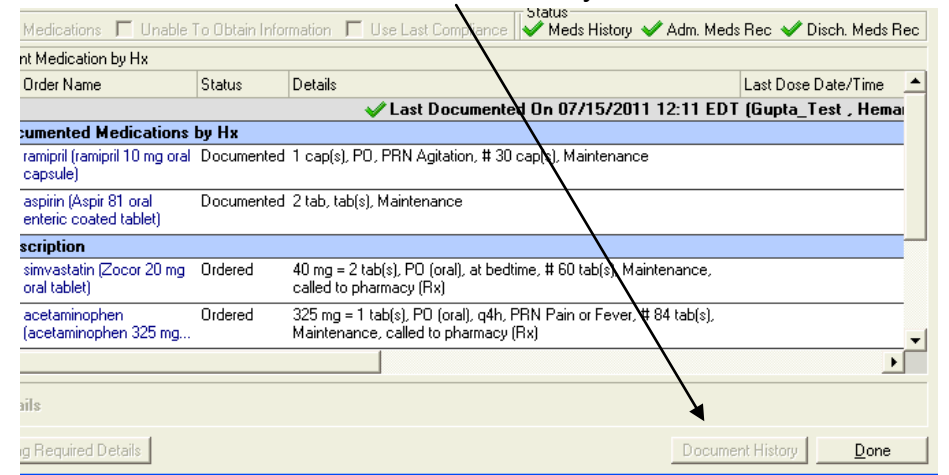 Status
Medications Unable To Obtain Information Use Last Compliance Meds History Adm. Meds Rec Disch. Meds Rec
nt Medication by Hx
Order Name Status Details Last Dose Date/Time
Last Documented On 07/15/2011 12:11 EDT (Gupta_Test , Hemar
cumented Medications by Hx
ramipril (ramipril 10 mg oral Documented 1 cap(s), PO, PRN Agitation, # 30 cap(s), Maintenance
capsule)
aspirin (Aspir 81 oral Documented 2 tab, tab(s), Maintenance
enteric coated tablet)
scription
simvastatin (Zocor 20 mg Ordered 40 mg = 2 tab(s), PO (oral), at bedtime, # 60 tab(s), Maintenance,
oral tablet) called to pharmacy (Rx)
acetaminophen Ordered 325 mg = 1 tab(s), PO (oral), q4h, PRN Pain or Fever, # 84 tab(s),
(acetaminophen 325 mg... Maintenance, called to pharmacy (Rx)
ails
g Required Details Document History Done